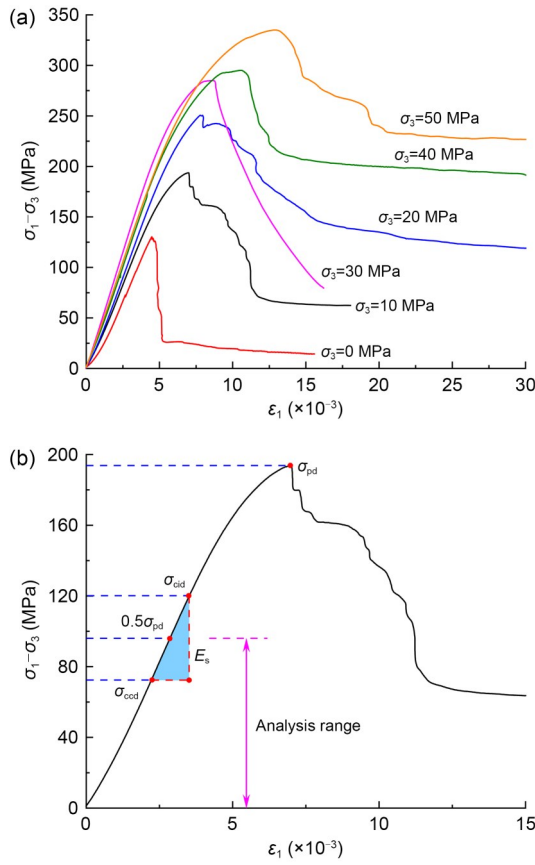 (a)
350
300
250
200
150
100
50
0
σ₁−σ₃ (MPa)
σ₃=50 MPa
σ₃=40 MPa
σ₃=20 MPa
σ₃=30 MPa
σ₃=10 MPa
σ₃=0 MPa
0 5 10 15 20 25 30
ε₁ (×10⁻³)
(b)
200
160
120
80
40
0
σ₁−σ₃ (MPa)
σpd
σcid
0.5σpd
Es
σccd
Analysis range
0 5 10 15
ε₁ (×10⁻³)